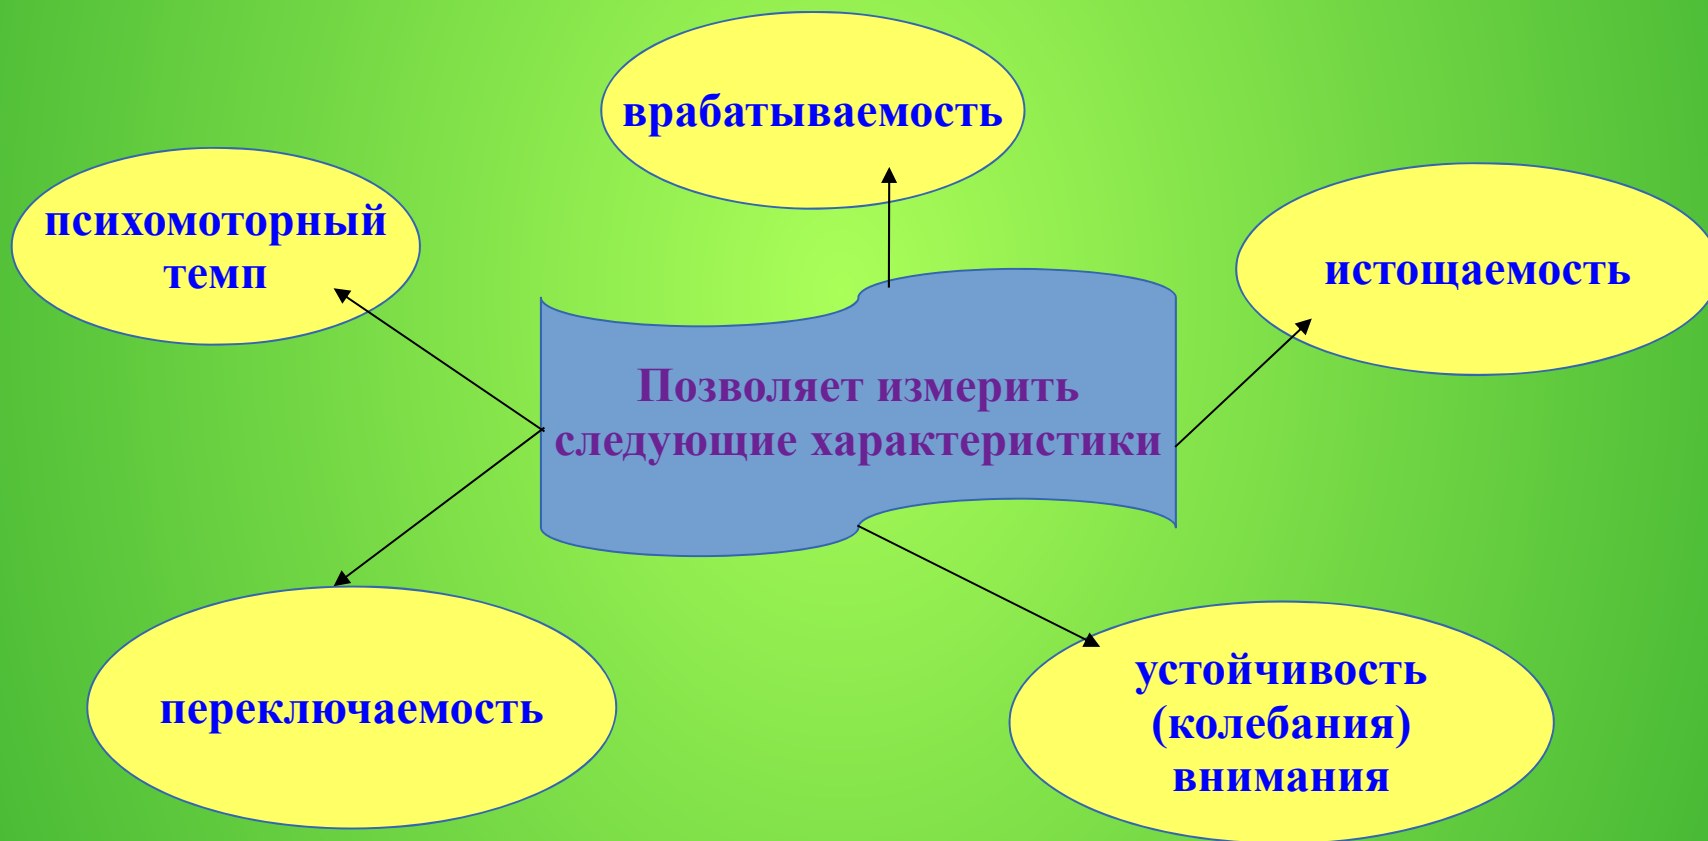 врабатываемость
психомоторный
темп
истощаемость
Позволяет измерить
следующие характеристики
переключаемость
устойчивость
(колебания)
внимания